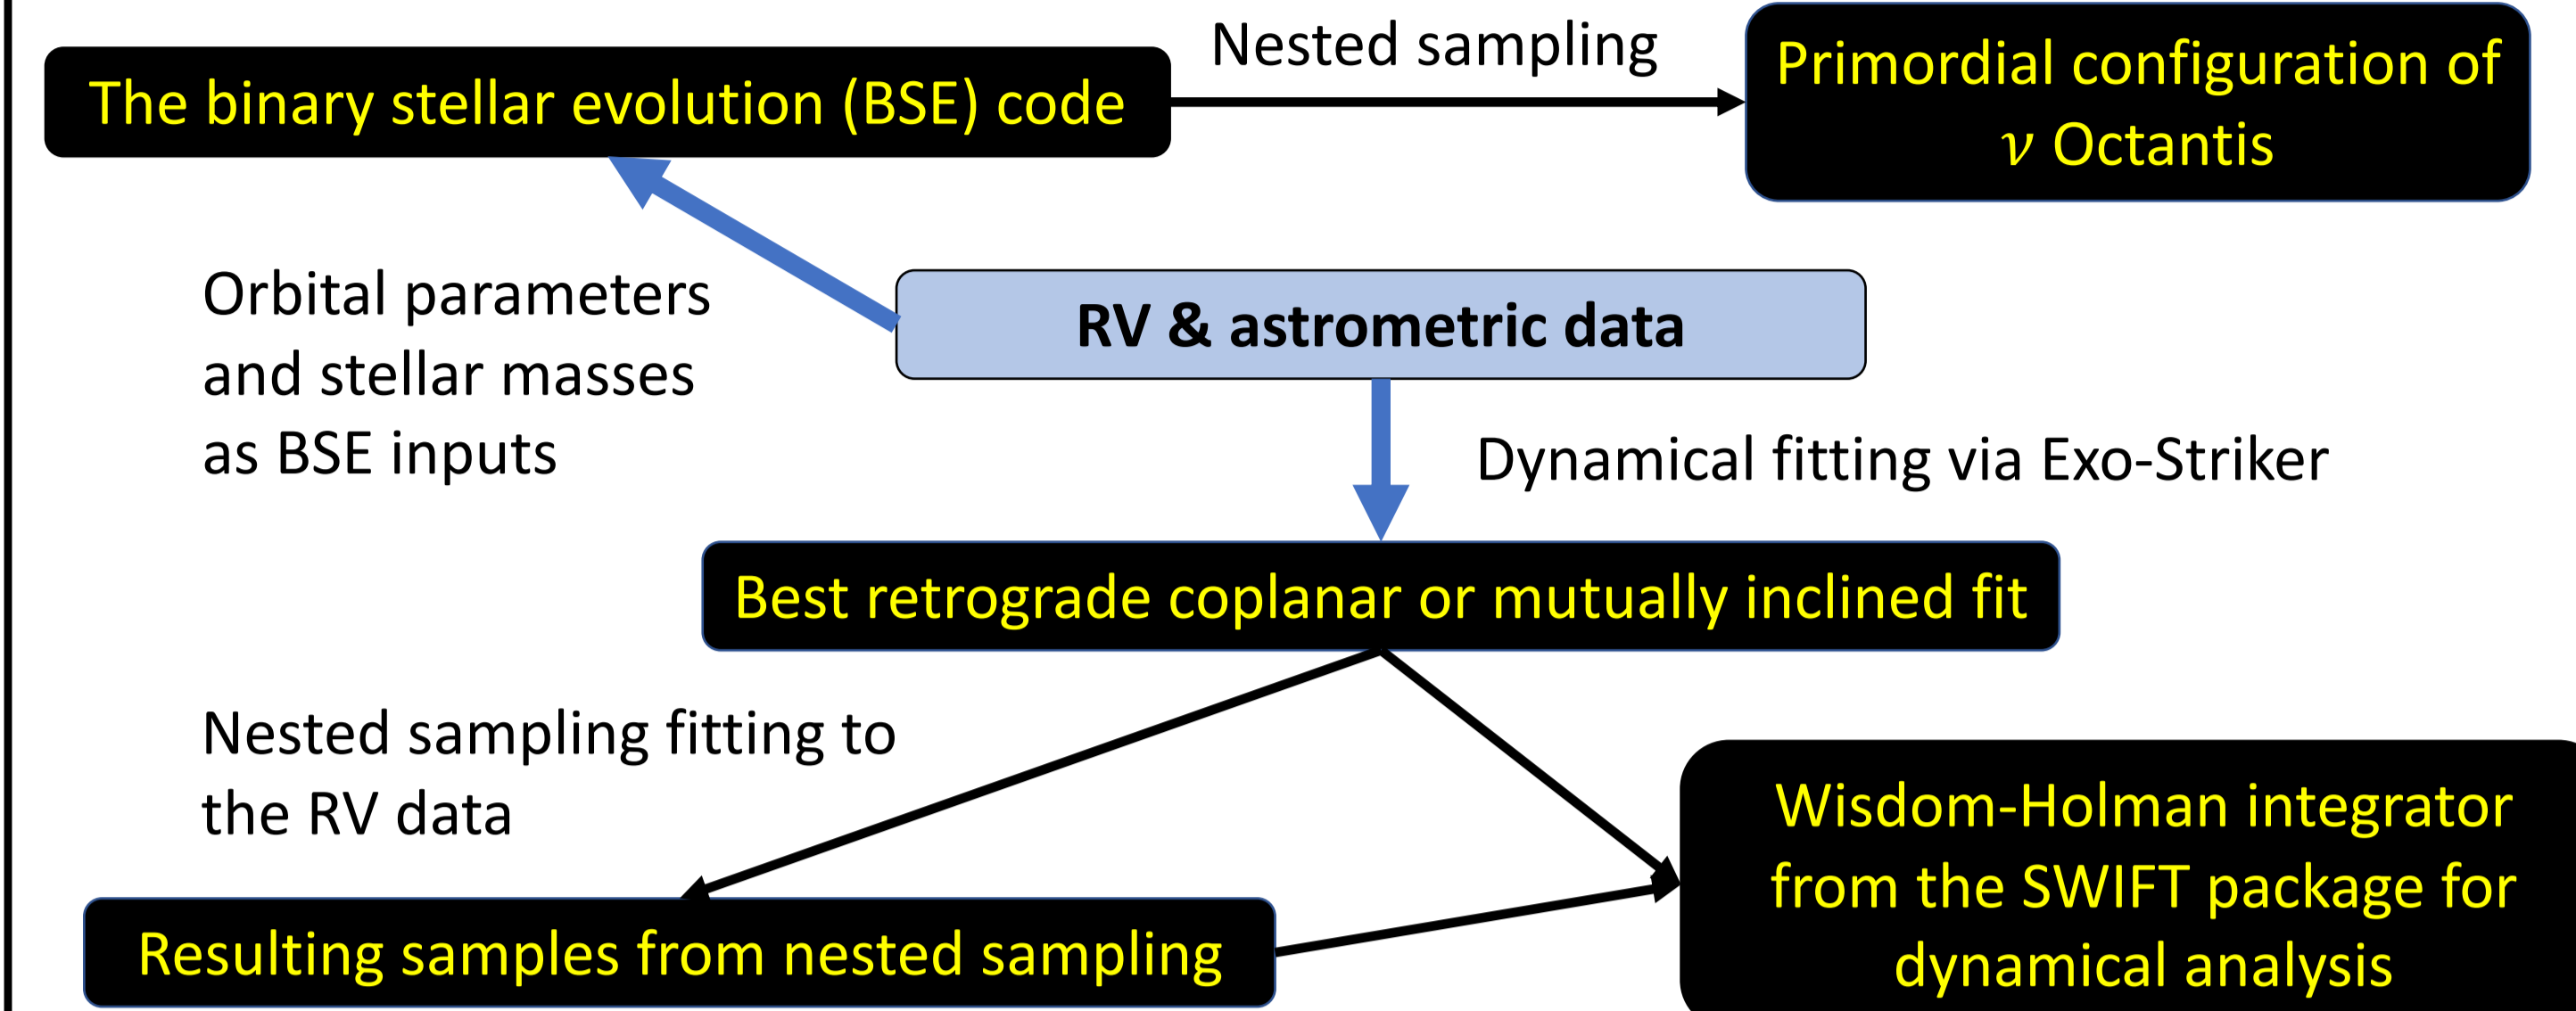 Nested sampling
The binary stellar evolution (BSE) code
Primordial configuration of
ν Octantis
Orbital parameters
and stellar masses
as BSE inputs
RV & astrometric data
Dynamical fitting via Exo-Striker
Best retrograde coplanar or mutually inclined fit
Nested sampling fitting to
the RV data
Resulting samples from nested sampling
Wisdom-Holman integrator
from the SWIFT package for
dynamical analysis